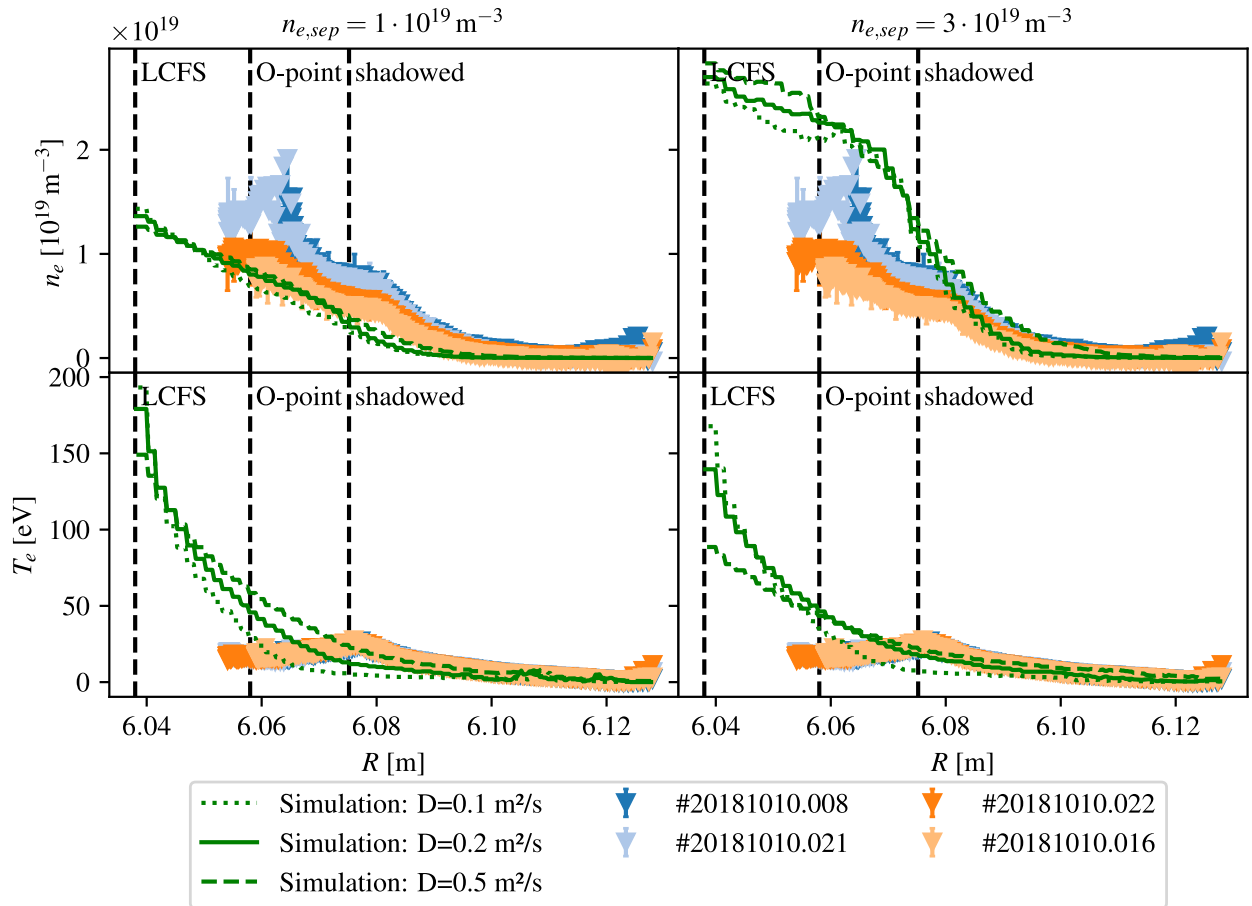 ×10¹⁹
n_{e,sep} = 1 · 10¹⁹ m⁻³
n_{e,sep} = 3 · 10¹⁹ m⁻³
LCFS O-point shadowed
LCFS O-point shadowed
n_e [10¹⁹ m⁻³]
2
1
0
LCFS O-point shadowed
LCFS O-point shadowed
T_e [eV]
200
150
100
50
0
6.04 6.06 6.08 6.10 6.12
6.04 6.06 6.08 6.10 6.12
R [m]
R [m]
Simulation: D=0.1 m²/s
Simulation: D=0.2 m²/s
Simulation: D=0.5 m²/s
#20181010.008
#20181010.021
#20181010.022
#20181010.016